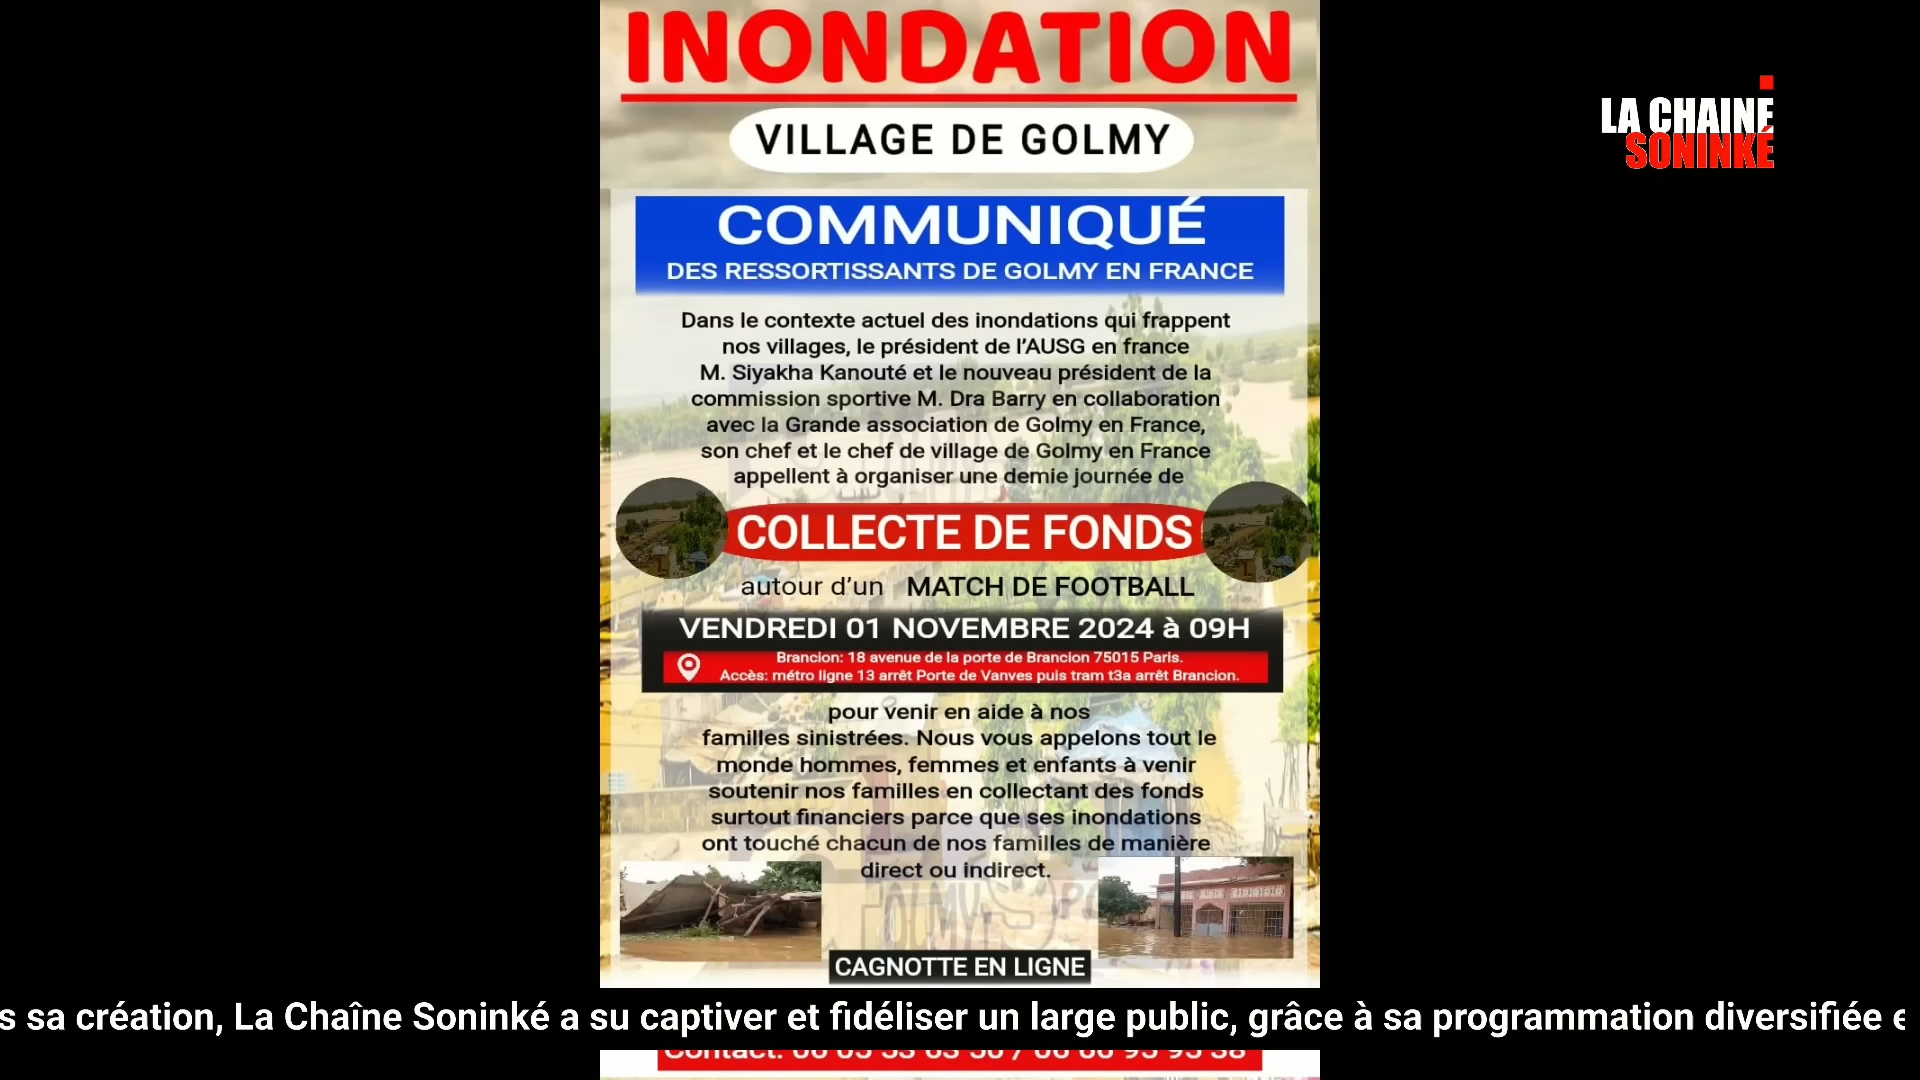 INONDATION
VILLAGE DE GOLMY
LA CHAINE
SONINKÉ
COMMUNIQUÉ
DES RESSORTISSANTS DE GOLMY EN FRANCE
Dans le contexte actuel des inondations qui frappent
nos villages, le président de l'AUSG en france
M. Siyakha Kanouté et le nouveau président de la
commission sportive M. Dra Barry en collaboration
avec la Grande association de Golmy en France,
son chef et le chef de village de Golmy en France
appellent à organiser une demie journée de
COLLECTE DE FONDS
autour d'un MATCH DE FOOTBALL
VENDREDI 01 NOVEMBRE 2024 à 09H
Brancion: 18 avenue de la porte de Brancion 75015 Paris.
Accès: métro ligne 13 arrêt Porte de Vanves puis tram t3a arrêt Brancion.
pour venir en aide à nos
familles sinistrées. Nous vous appelons tout le
monde hommes, femmes et enfants à venir
soutenir nos familles en collectant des fonds
surtout financiers parce que ses inondations
ont touché chacun de nos familles de manière
direct ou indirect.
CAGNOTTE EN LIGNE
s sa création, La Chaîne Soninké a su captiver et fidéliser un large public, grâce à sa programmation diversifiée e
Contact: